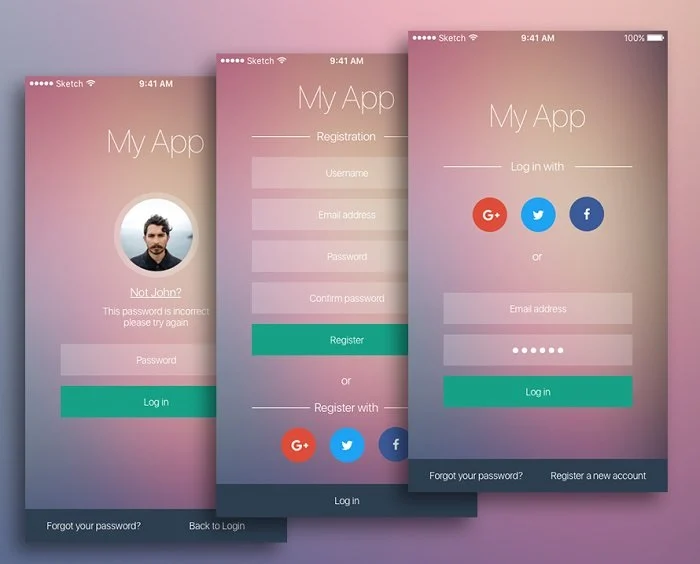 Sketch 9:41 AM
My App
Not John?
This password is incorrect
please try again
Password
Log in
Forgot your password? Back to Login
Sketch 9:41 AM
My App
Registration
Username
Email address
Password
Confirm password
Register
or
Register with
G+ f
Log in
Sketch 9:41 AM 100%
My App
Log in with
G+ f
or
Email address
Log in
Forgot your password? Register a new account